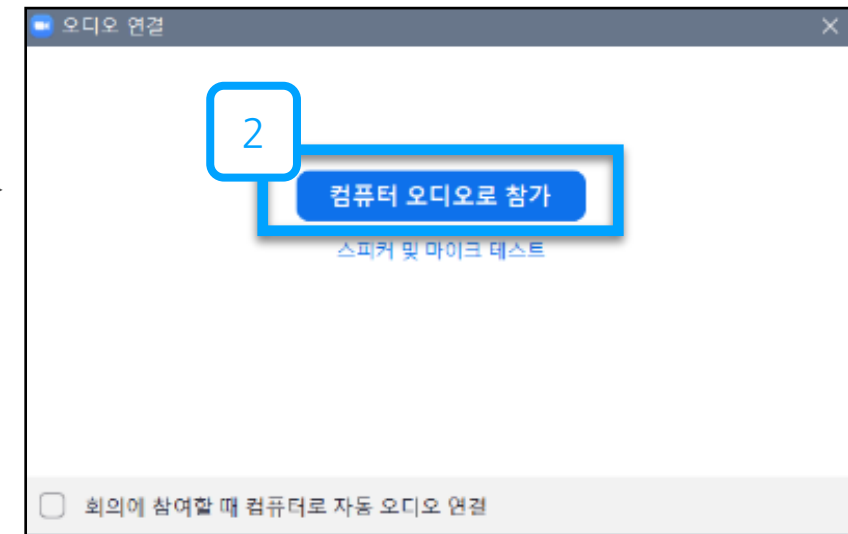 오디오 연결
2
컴퓨터 오디오로 참가
스피커 및 마이크 테스트
회의에 참여할 때 컴퓨터로 자동 오디오 연결